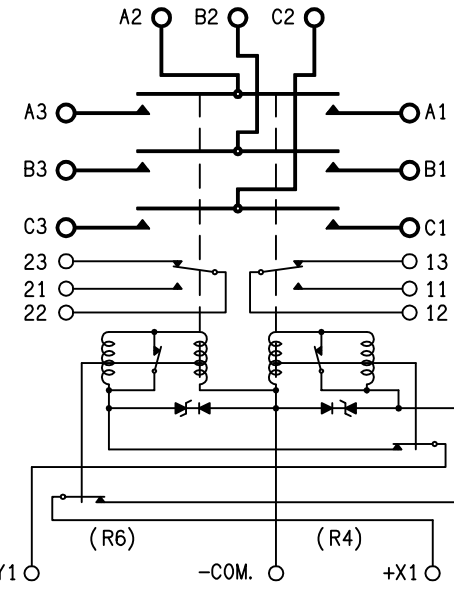 A2 B2 C2
A3 A1
B3 B1
C3 C1
23 13
21 11
22 12
(R6) (R4)
Y1 -COM. +X1